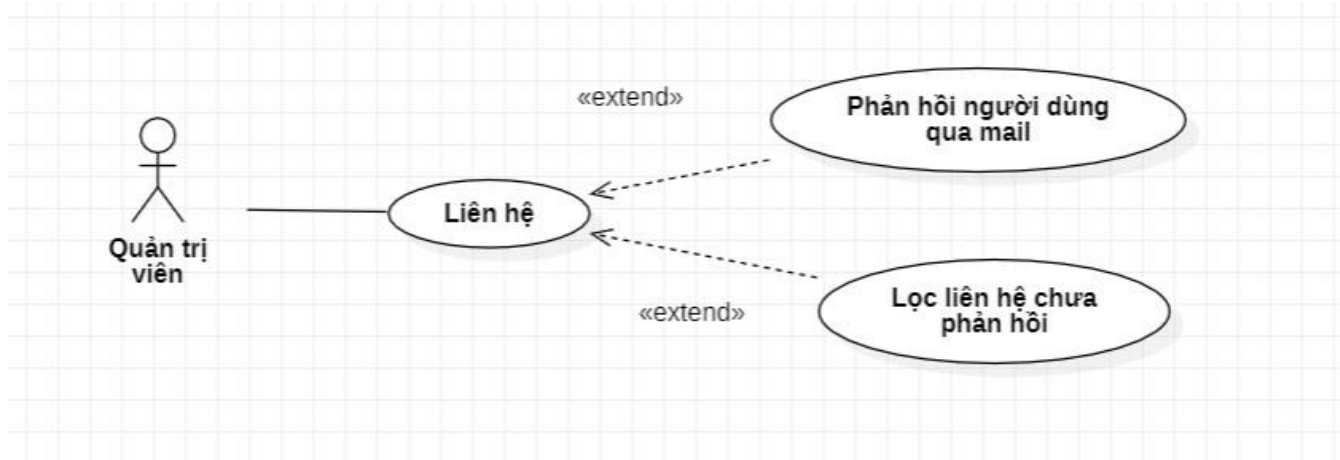 «extend»
Phản hồi người dùng
qua mail
Liên hệ
Quản trị
viên
Lọc liên hệ chưa
phản hồi
«extend»